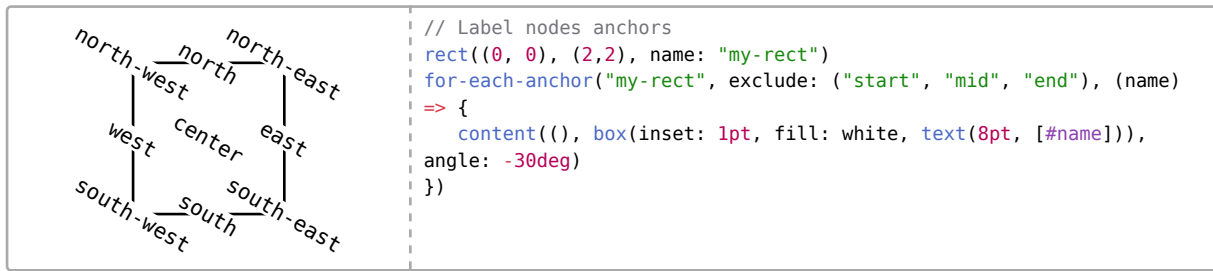 north-west
north
north-east
west
center
east
south-west
south
south-east
// Label nodes anchors
rect((0, 0), (2,2), name: "my-rect")
for-each-anchor("my-rect", exclude: ("start", "mid", "end"), (name)
=> {
content((), box(inset: 1pt, fill: white, text(8pt, [#name])),
angle: -30deg)
})